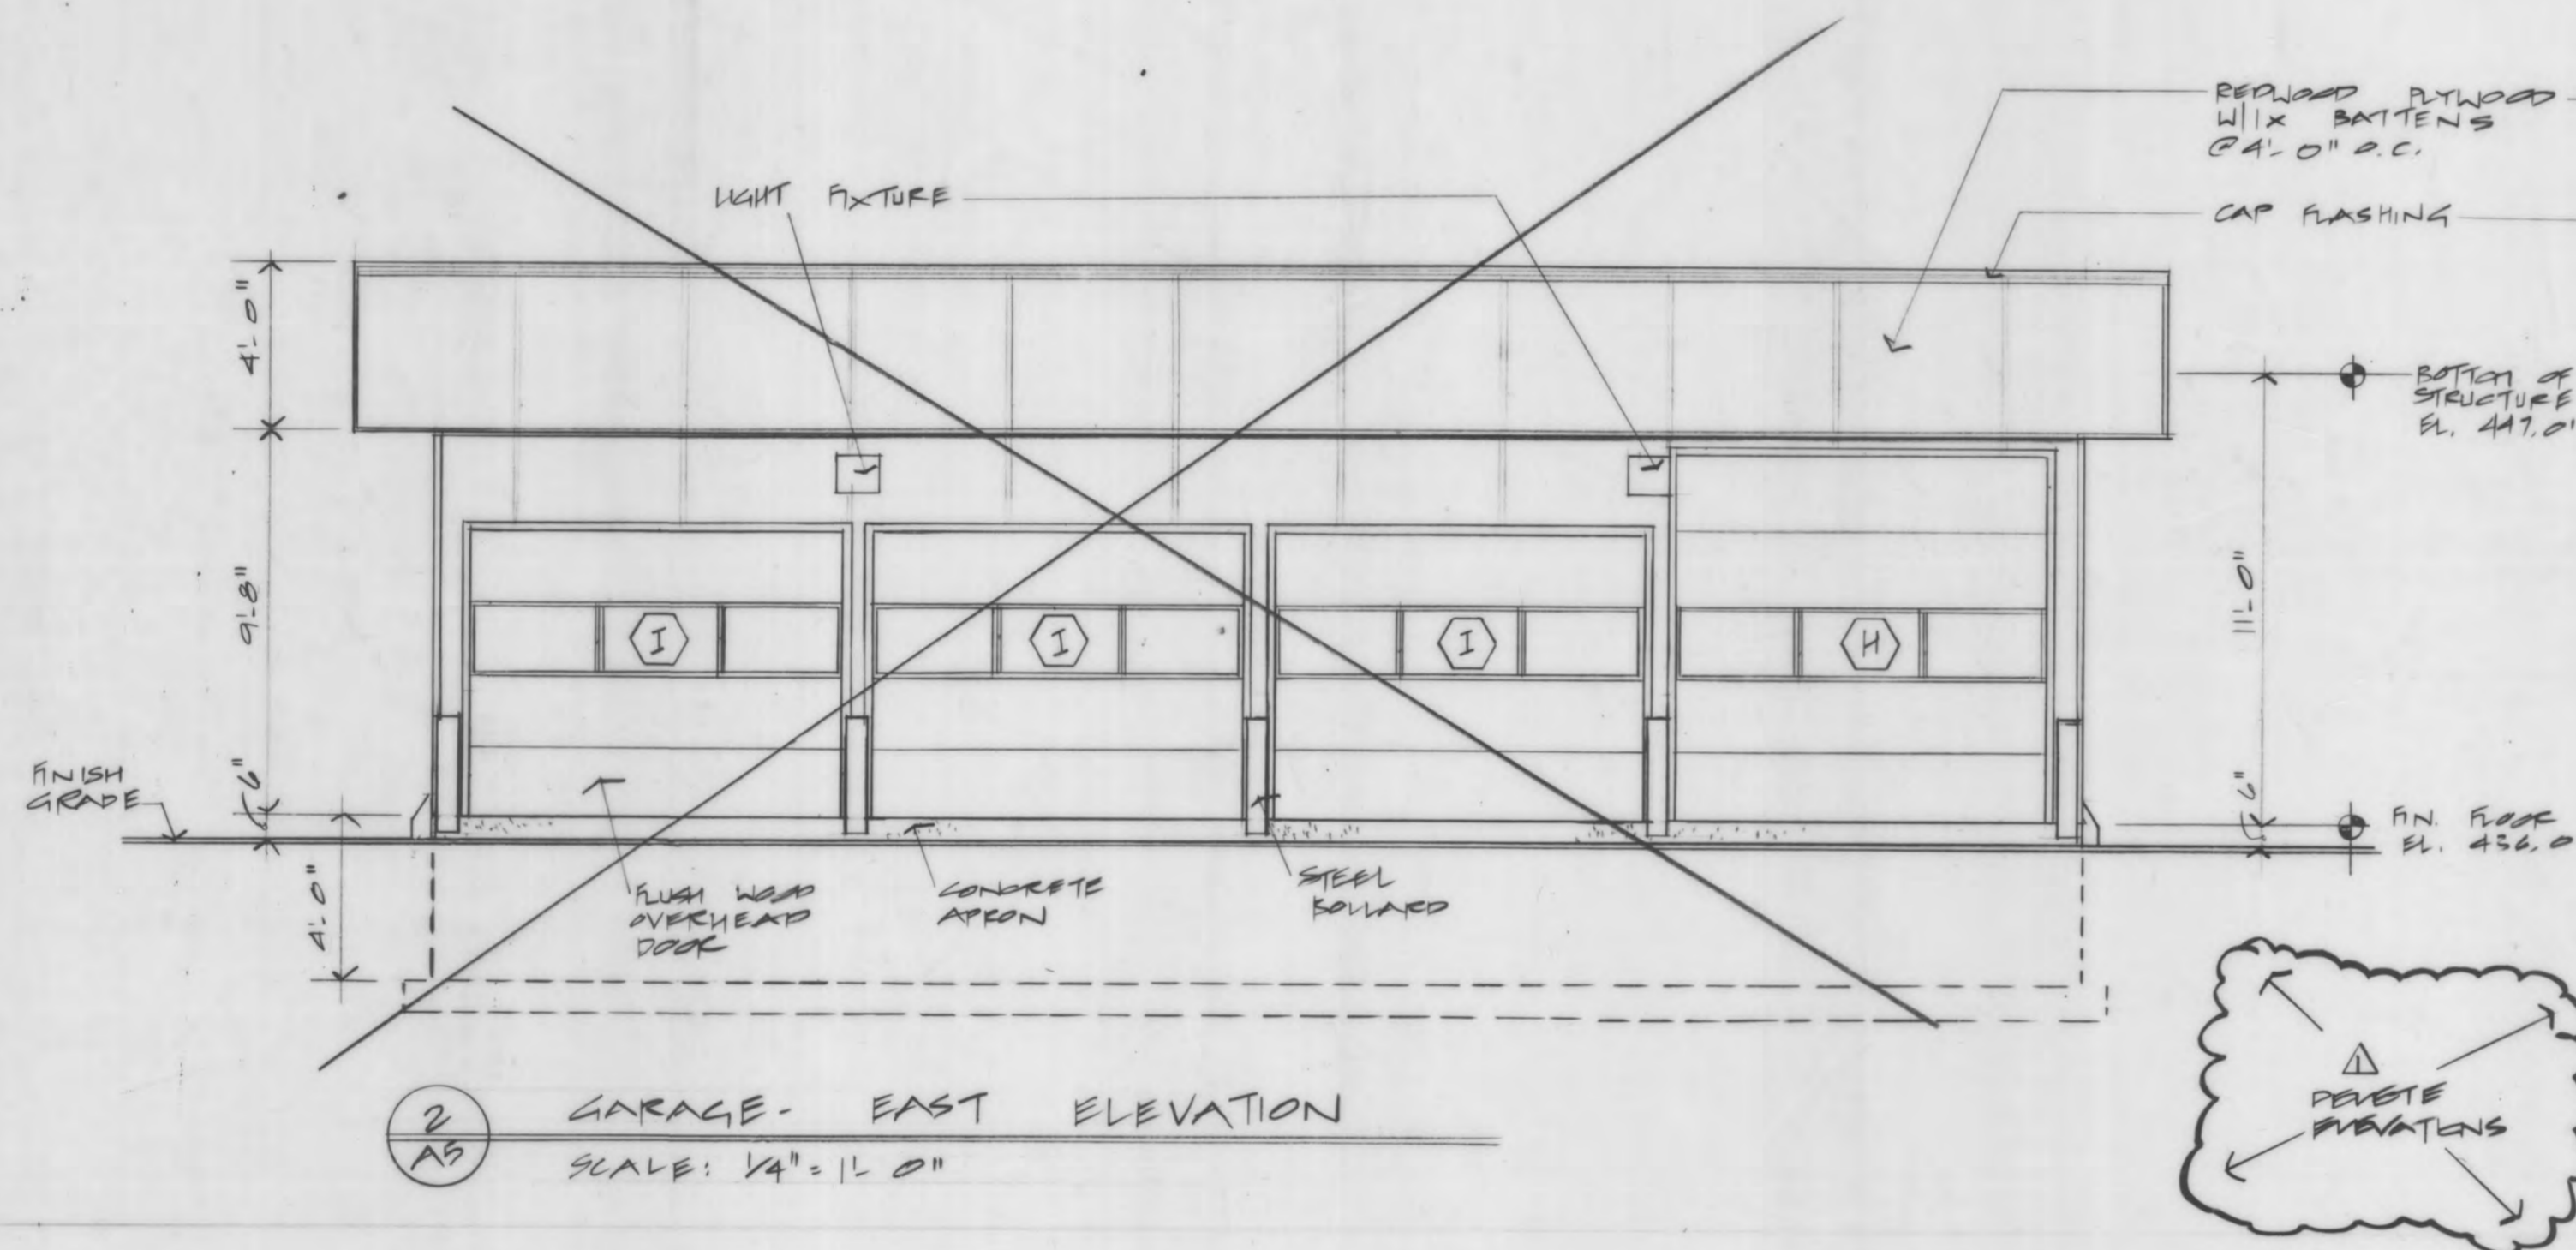 REDWOOD PLYWOOD
W/1X BATTENS
@ 4'-0" O.C.
LIGHT FIXTURE
CAP FLASHING
4'-0"
BOTTOM OF
STRUCTURE
EL. 447.0'
9'-8"
11'-0"
I
I
I
H
FINISH
GRADE
6"
6"
FIN. FLOOR
EL. 436.0
4'-0"
FLUSH WOOD
OVERHEAD
DOOR
CONCRETE
APRON
STEEL
BOLLARD
1
DELETE
ELEVATIONS
2
A5
GARAGE- EAST ELEVATION
SCALE: 1/4" = 1'-0"